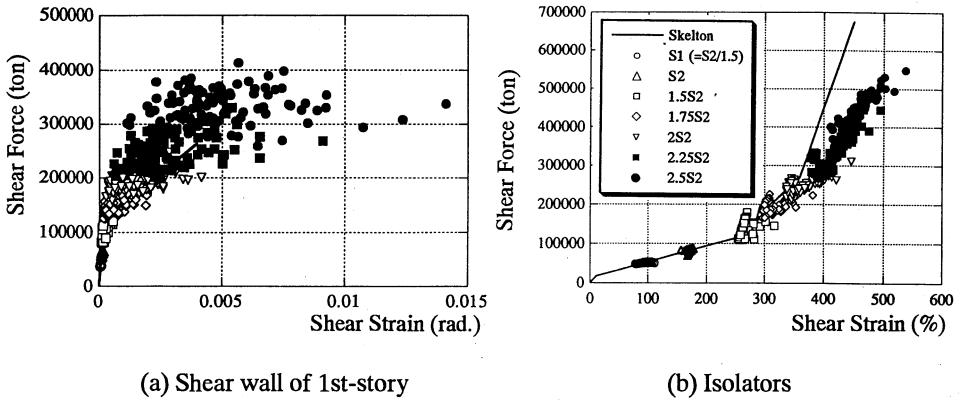 500000
400000
300000
200000
100000
0
0
0.005
0.01
0.015
Shear Force (ton)
Shear Strain (rad.)
(a) Shear wall of 1st-story
700000
600000
500000
400000
300000
200000
100000
0
0
100
200
300
400
500
600
Shear Force (ton)
Shear Strain (%)
Skelton
S1 (=S2/1.5)
S2
1.5S2
1.75S2
2S2
2.25S2
2.5S2
(b) Isolators